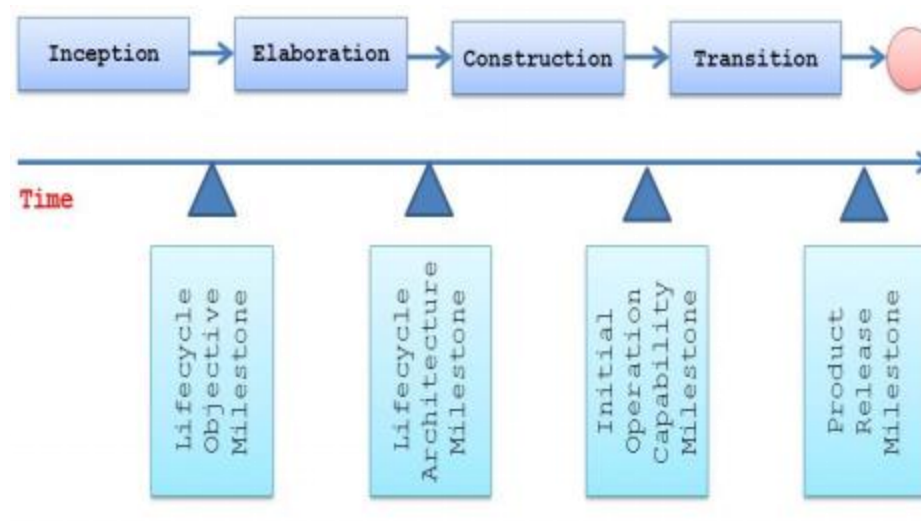 Inception
Elaboration
Construction
Transition
Time
Lifecycle
Objective
Milestone
Lifecycle
Architecture
Milestone
Initial
Operation
Capability
Milestone
Product
Release
Milestone